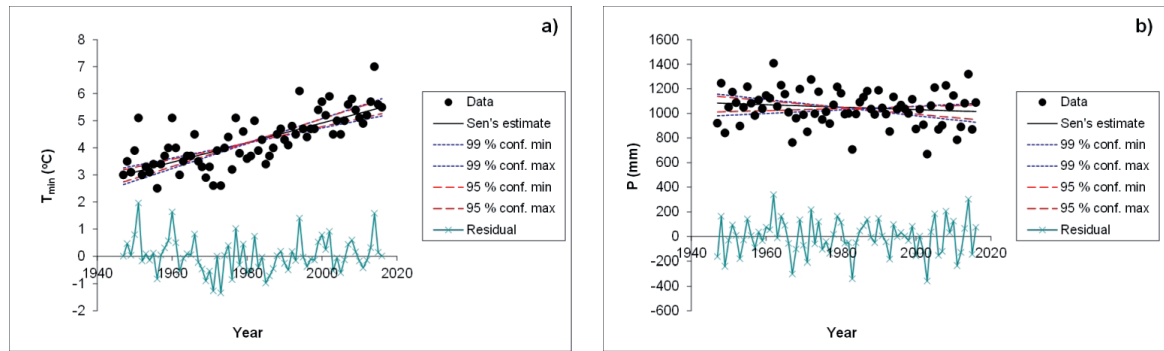 a)
8
7
6
5
4
3
2
1
0
-1
-2
1940 1960 1980 2000 2020
Tmin (oC)
Year
Data
Sen's estimate
99 % conf. min
99 % conf. max
95 % conf. min
95 % conf. max
Residual
b)
1600
1400
1200
1000
800
600
400
200
0
-200
-400
-600
1940 1960 1980 2000 2020
P (mm)
Year
Data
Sen's estimate
99 % conf. min
99 % conf. max
95 % conf. min
95 % conf. max
Residual